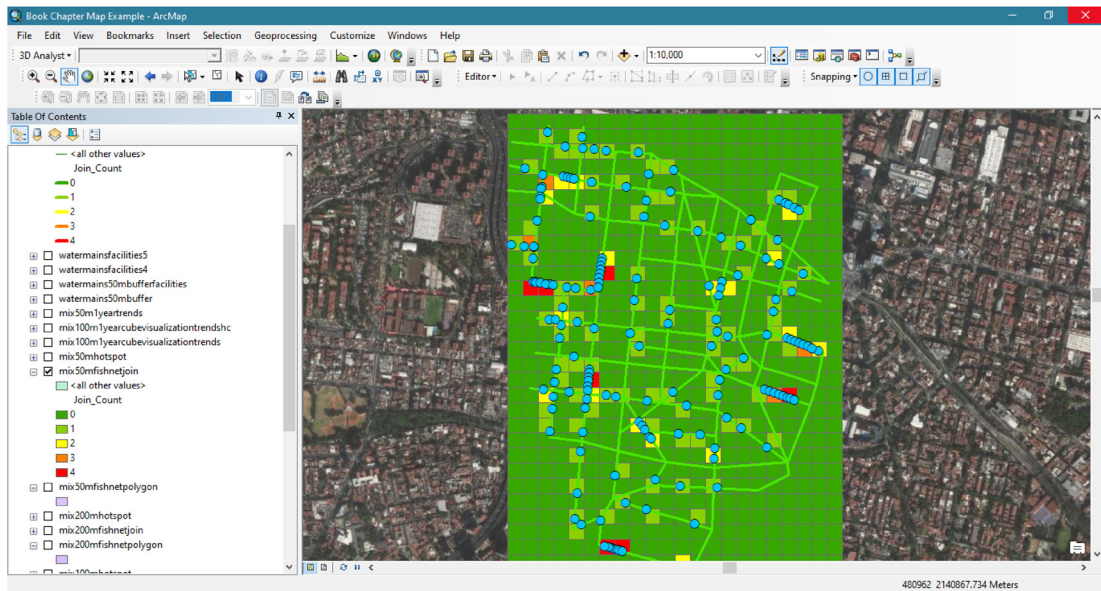 Book Chapter Map Example - ArcMap
File Edit View Bookmarks Insert Selection Geoprocessing Customize Windows Help
3D Analyst
1:10,000
Editor
Snapping
Table Of Contents
<all other values>
Join_Count
0
1
2
3
4
watermainsfacilities5
watermainsfacilities4
watermains50mbufferfacilities
watermains50mbuffer
mix50m1yeartrends
mix100m1yearcubevisualizationtrendshc
mix100m1yearcubevisualizationtrends
mix50mhotspot
mix50mfishnetjoin
<all other values>
Join_Count
0
1
2
3
4
mix50mfishnetpolygon
mix200mhotspot
mix200mfishnetjoin
mix200mfishnetpolygon
mix100mhotspot
480962 2140867.734 Meters